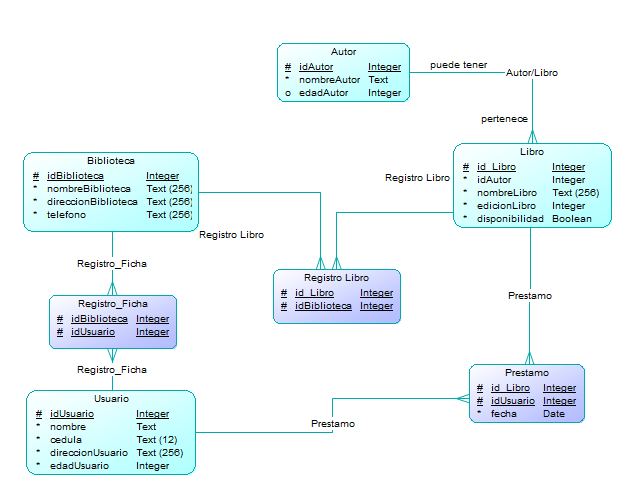 Autor
# idAutor Integer
* nombreAutor Text
o edadAutor Integer
puede tener
Autor/Libro
pertenece
Libro
# id_Libro Integer
* idAutor Integer
* nombreLibro Text (256)
* edicionLibro Integer
* disponibilidad Boolean
Biblioteca
# idBiblioteca Integer
* nombreBiblioteca Text (256)
* direccionBiblioteca Text (256)
* telefono Text (256)
Registro Libro
Registro Libro
Registro_Ficha
Registro Libro
# id_Libro Integer
# idBiblioteca Integer
Registro_Ficha
# idBiblioteca Integer
# idUsuario Integer
Prestamo
Registro_Ficha
Prestamo
# id_Libro Integer
# idUsuario Integer
* fecha Date
Usuario
# idUsuario Integer
* nombre Text
* cedula Text (12)
* direccionUsuario Text (256)
* edadUsuario Integer
Prestamo